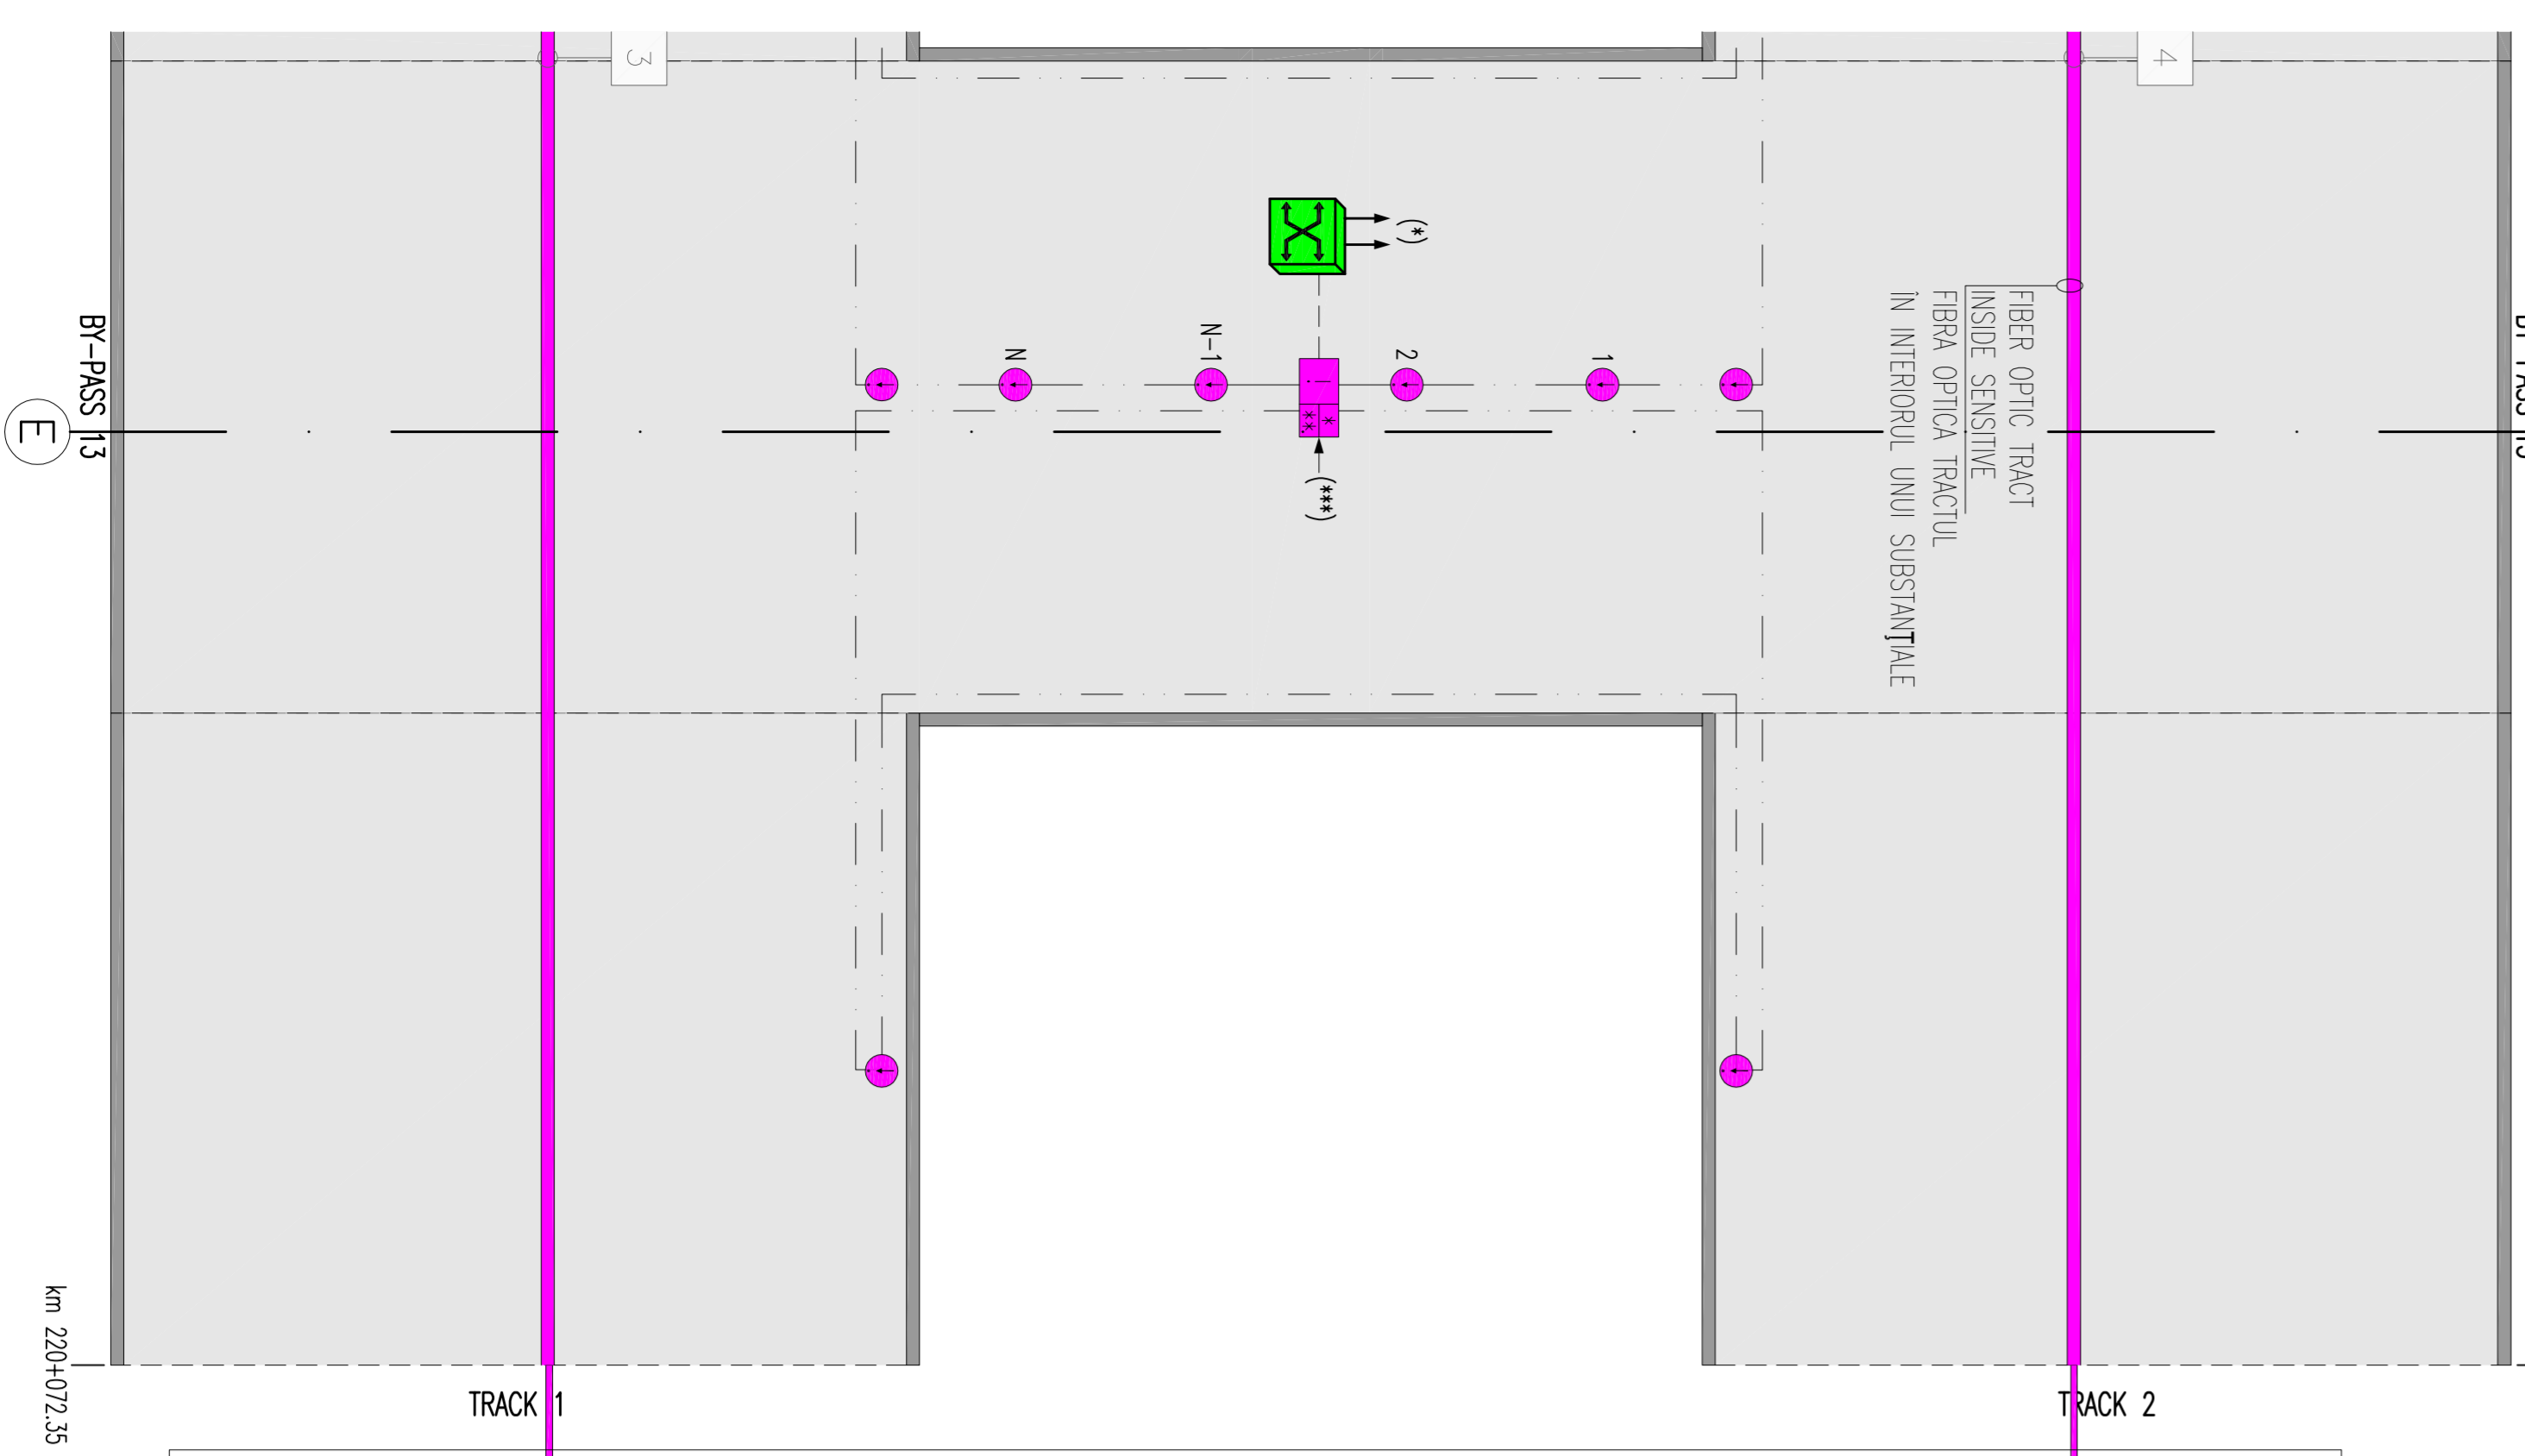 3
4
(*)
FIBER OPTIC TRACT
INSIDE SENSITIVE
FIBRA OPTICA TRACTUL
ÎN INTERIORUL UNUI SUBSTANŢIALE
BY-PASS 13
E
N
N-1
2
1
i
*
**
(***)
km 220+072.35
TRACK 1
TRACK 2